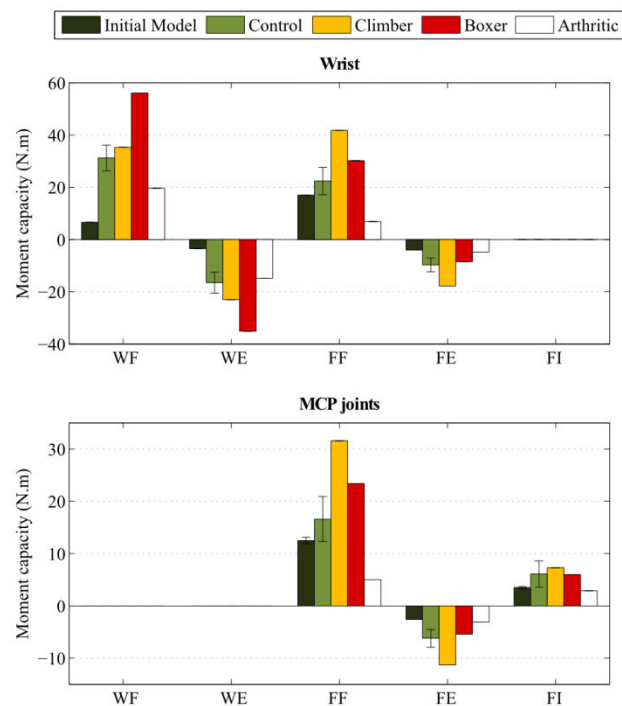 Initial Model Control Climber Boxer Arthritic
Wrist
Moment capacity (N.m)
60
40
20
0
−20
−40
WF WE FF FE FI
MCP joints
Moment capacity (N.m)
30
20
10
0
−10
WF WE FF FE FI